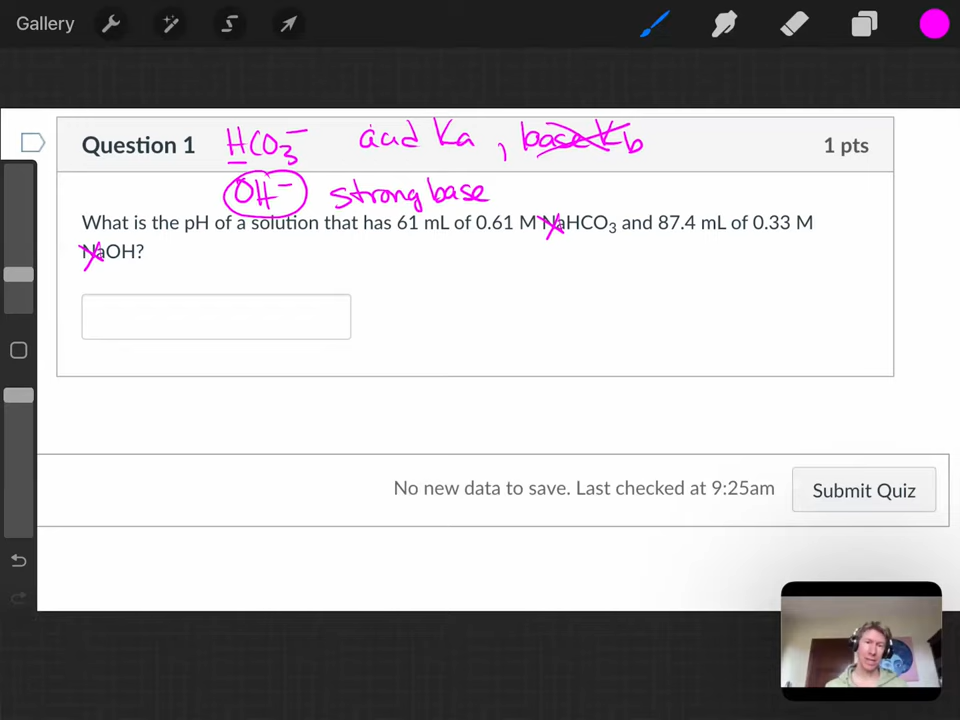 Gallery
Question 1 HCO3− acid Ka , base Kb 1 pts
OH− strong base
What is the pH of a solution that has 61 mL of 0.61 M NaHCO3 and 87.4 mL of 0.33 M
NaOH?
No new data to save. Last checked at 9:25am Submit Quiz